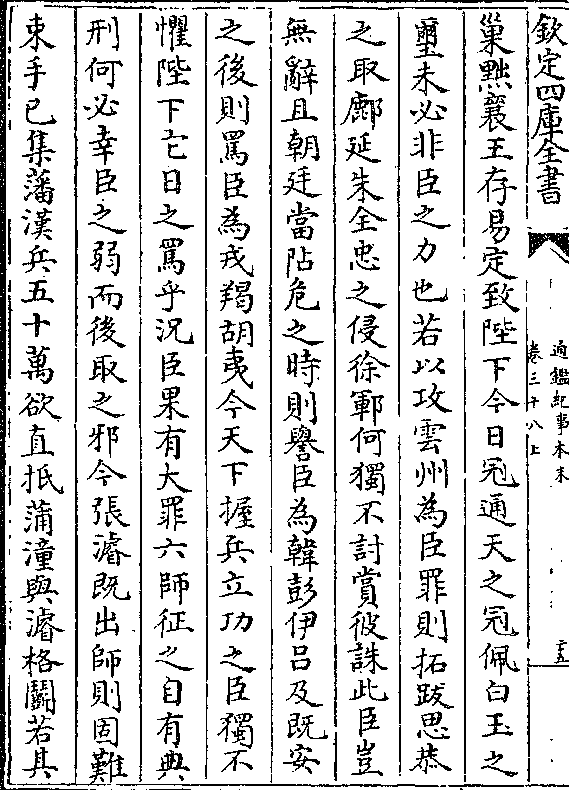 欽定四庫全書
通鑑紀事本末
卷三十八上
巢黜襄王存易定致陛下今日冠通天之冠佩白玉之
璽未必非臣之力也若以攻雲州為臣罪則拓跋思恭
之取鄜延朱全忠之侵徐鄆何獨不討賞彼誅此臣豈
無辭且朝廷當阽危之時則譽臣為韓彭伊吕及既安
之後則罵臣為戎羯胡夷今天下握兵立功之臣獨不
懼陛下它日之罵乎況臣果有大罪六師征之自有典
刑何必幸臣之弱而後取之邪今張濬既出師則固難
束手已集蕃漢兵五十萬欲直抵蒲潼與濬格鬭若其